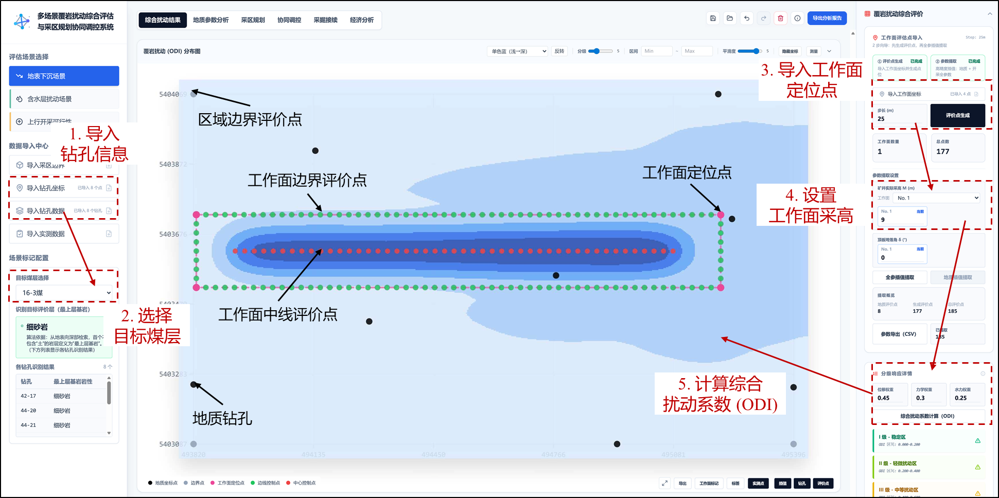 多场景覆岩扰动综合评估
与采区规划协同调控系统
评估场景选择
地表下沉场景
含水层扰动场景
上行开采可行性
数据导入中心
1. 导入
钻孔信息
导入采区边界
导入钻孔坐标
已导入 8 个点
导入钻孔数据
已导入 8 个钻孔
导入实测数据
场景标记配置
目标煤层选择
16-3煤
识别目标评价层（最上层基岩）
细砂岩
算法依据：从地表向深部检索，首个不
包含“土”的岩层定义为“最上层基岩”。
（下方列表显示各钻孔识别结果）
2. 选择
目标煤层
各钻孔识别结果
8 个
钻孔 最上层基岩岩性
42-17 细砂岩
44-20 细砂岩
44-21 细砂岩
综合扰动结果
地质参数分析
采区规划
协同调控
采掘接续
经济分析
导出分析报告
覆岩扰动 (ODI) 分布图
单色蓝（浅→深）
反转
分级
5
区间
Min
~
Max
平滑度
5
隐藏坐标
测量
5404069
区域边界评价点
5403872
工作面边界评价点
工作面定位点
5403676
工作面中线评价点
5403283
地质钻孔
5403087
493820
494135
494450
494766
495081
495396
地质坐标点
边界点
工作面定位点
边线控制点
中心控制点
导出
工作面标记
标签
实测点
插值
钻孔
评价点
3. 导入工作面
定位点
4. 设置
工作面采高
5. 计算综合
扰动系数 (ODI)
覆岩扰动综合评价
工作面评估点导入
Step: 25m
2 步向导：先生成评价点，再全参插值提取
① 评价点生成
已完成
导入工作面坐标并生成点
位
② 参数提取
已完成
高精度插值：地质 + 开
采全参数
导入工作面坐标
已导入 4 点
步长 (m)
25
评价点生成
工作面数量
1
总点数
177
参数提取设置
矿井实际采高 M (m)
工作面
No. 1
No. 1
当前
9
顶板垮落角 δ (°)
No. 1
当前
0
全参插值提取
地质插值提取
提取概览
地质评价点
8
生成评价点
177
总评价点
185
参数导出（CSV）
已提取
185
分级响应详情
位移权重
0.45
力学权重
0.3
水力权重
0.25
综合扰动系数计算（ODI）
I 级 - 稳定区
ODI 区间: 0.000-0.200
II 级 - 轻微扰动区
ODI 区间: 0.200-0.400
III 级 - 中等扰动区